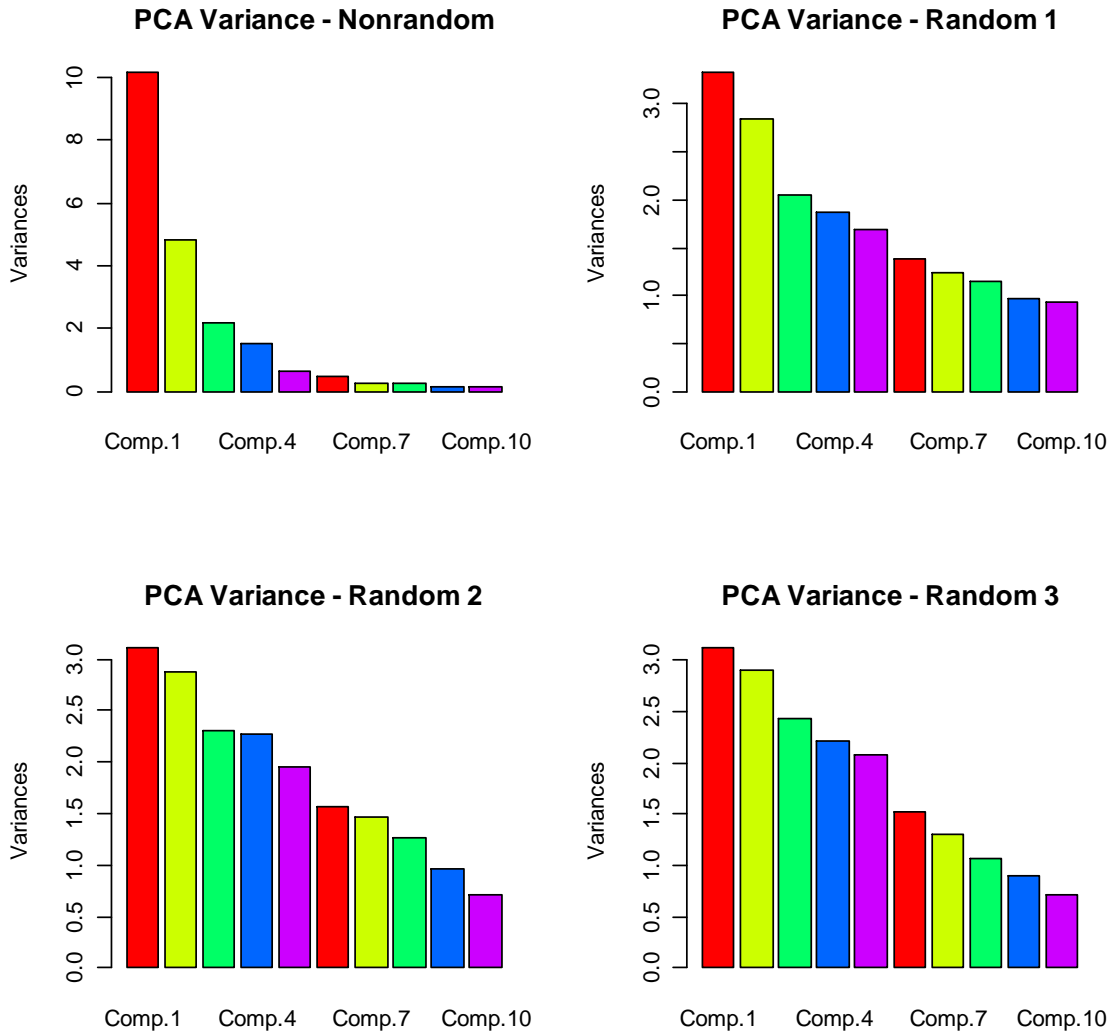 PCA Variance - Nonrandom
Variances
10
8
6
4
2
0
Comp.1 Comp.4 Comp.7 Comp.10
PCA Variance - Random 1
Variances
3.0
2.0
1.0
0.0
Comp.1 Comp.4 Comp.7 Comp.10
PCA Variance - Random 2
Variances
3.0
2.5
2.0
1.5
1.0
0.5
0.0
Comp.1 Comp.4 Comp.7 Comp.10
PCA Variance - Random 3
Variances
3.0
2.5
2.0
1.5
1.0
0.5
0.0
Comp.1 Comp.4 Comp.7 Comp.10